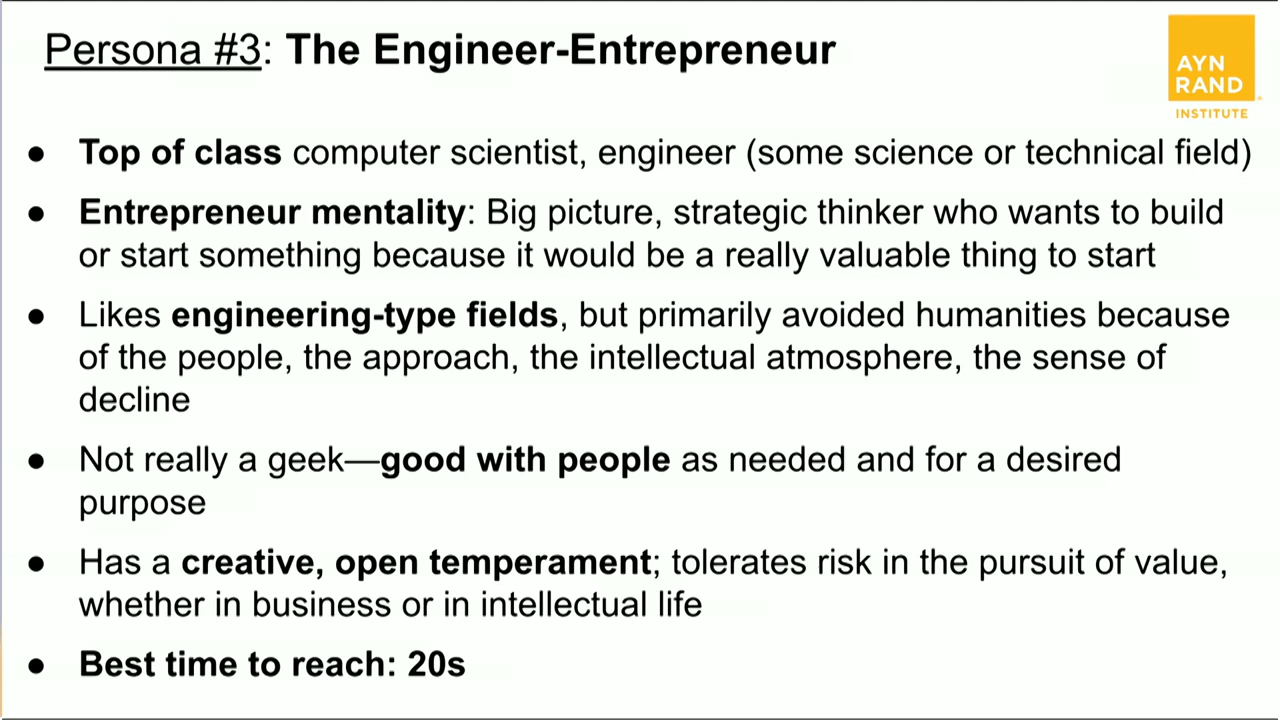 Persona #3: The Engineer-Entrepreneur
AYN
RAND
INSTITUTE
● Top of class computer scientist, engineer (some science or technical field)
● Entrepreneur mentality: Big picture, strategic thinker who wants to build
or start something because it would be a really valuable thing to start
● Likes engineering-type fields, but primarily avoided humanities because
of the people, the approach, the intellectual atmosphere, the sense of
decline
● Not really a geek—good with people as needed and for a desired
purpose
● Has a creative, open temperament; tolerates risk in the pursuit of value,
whether in business or in intellectual life
● Best time to reach: 20s